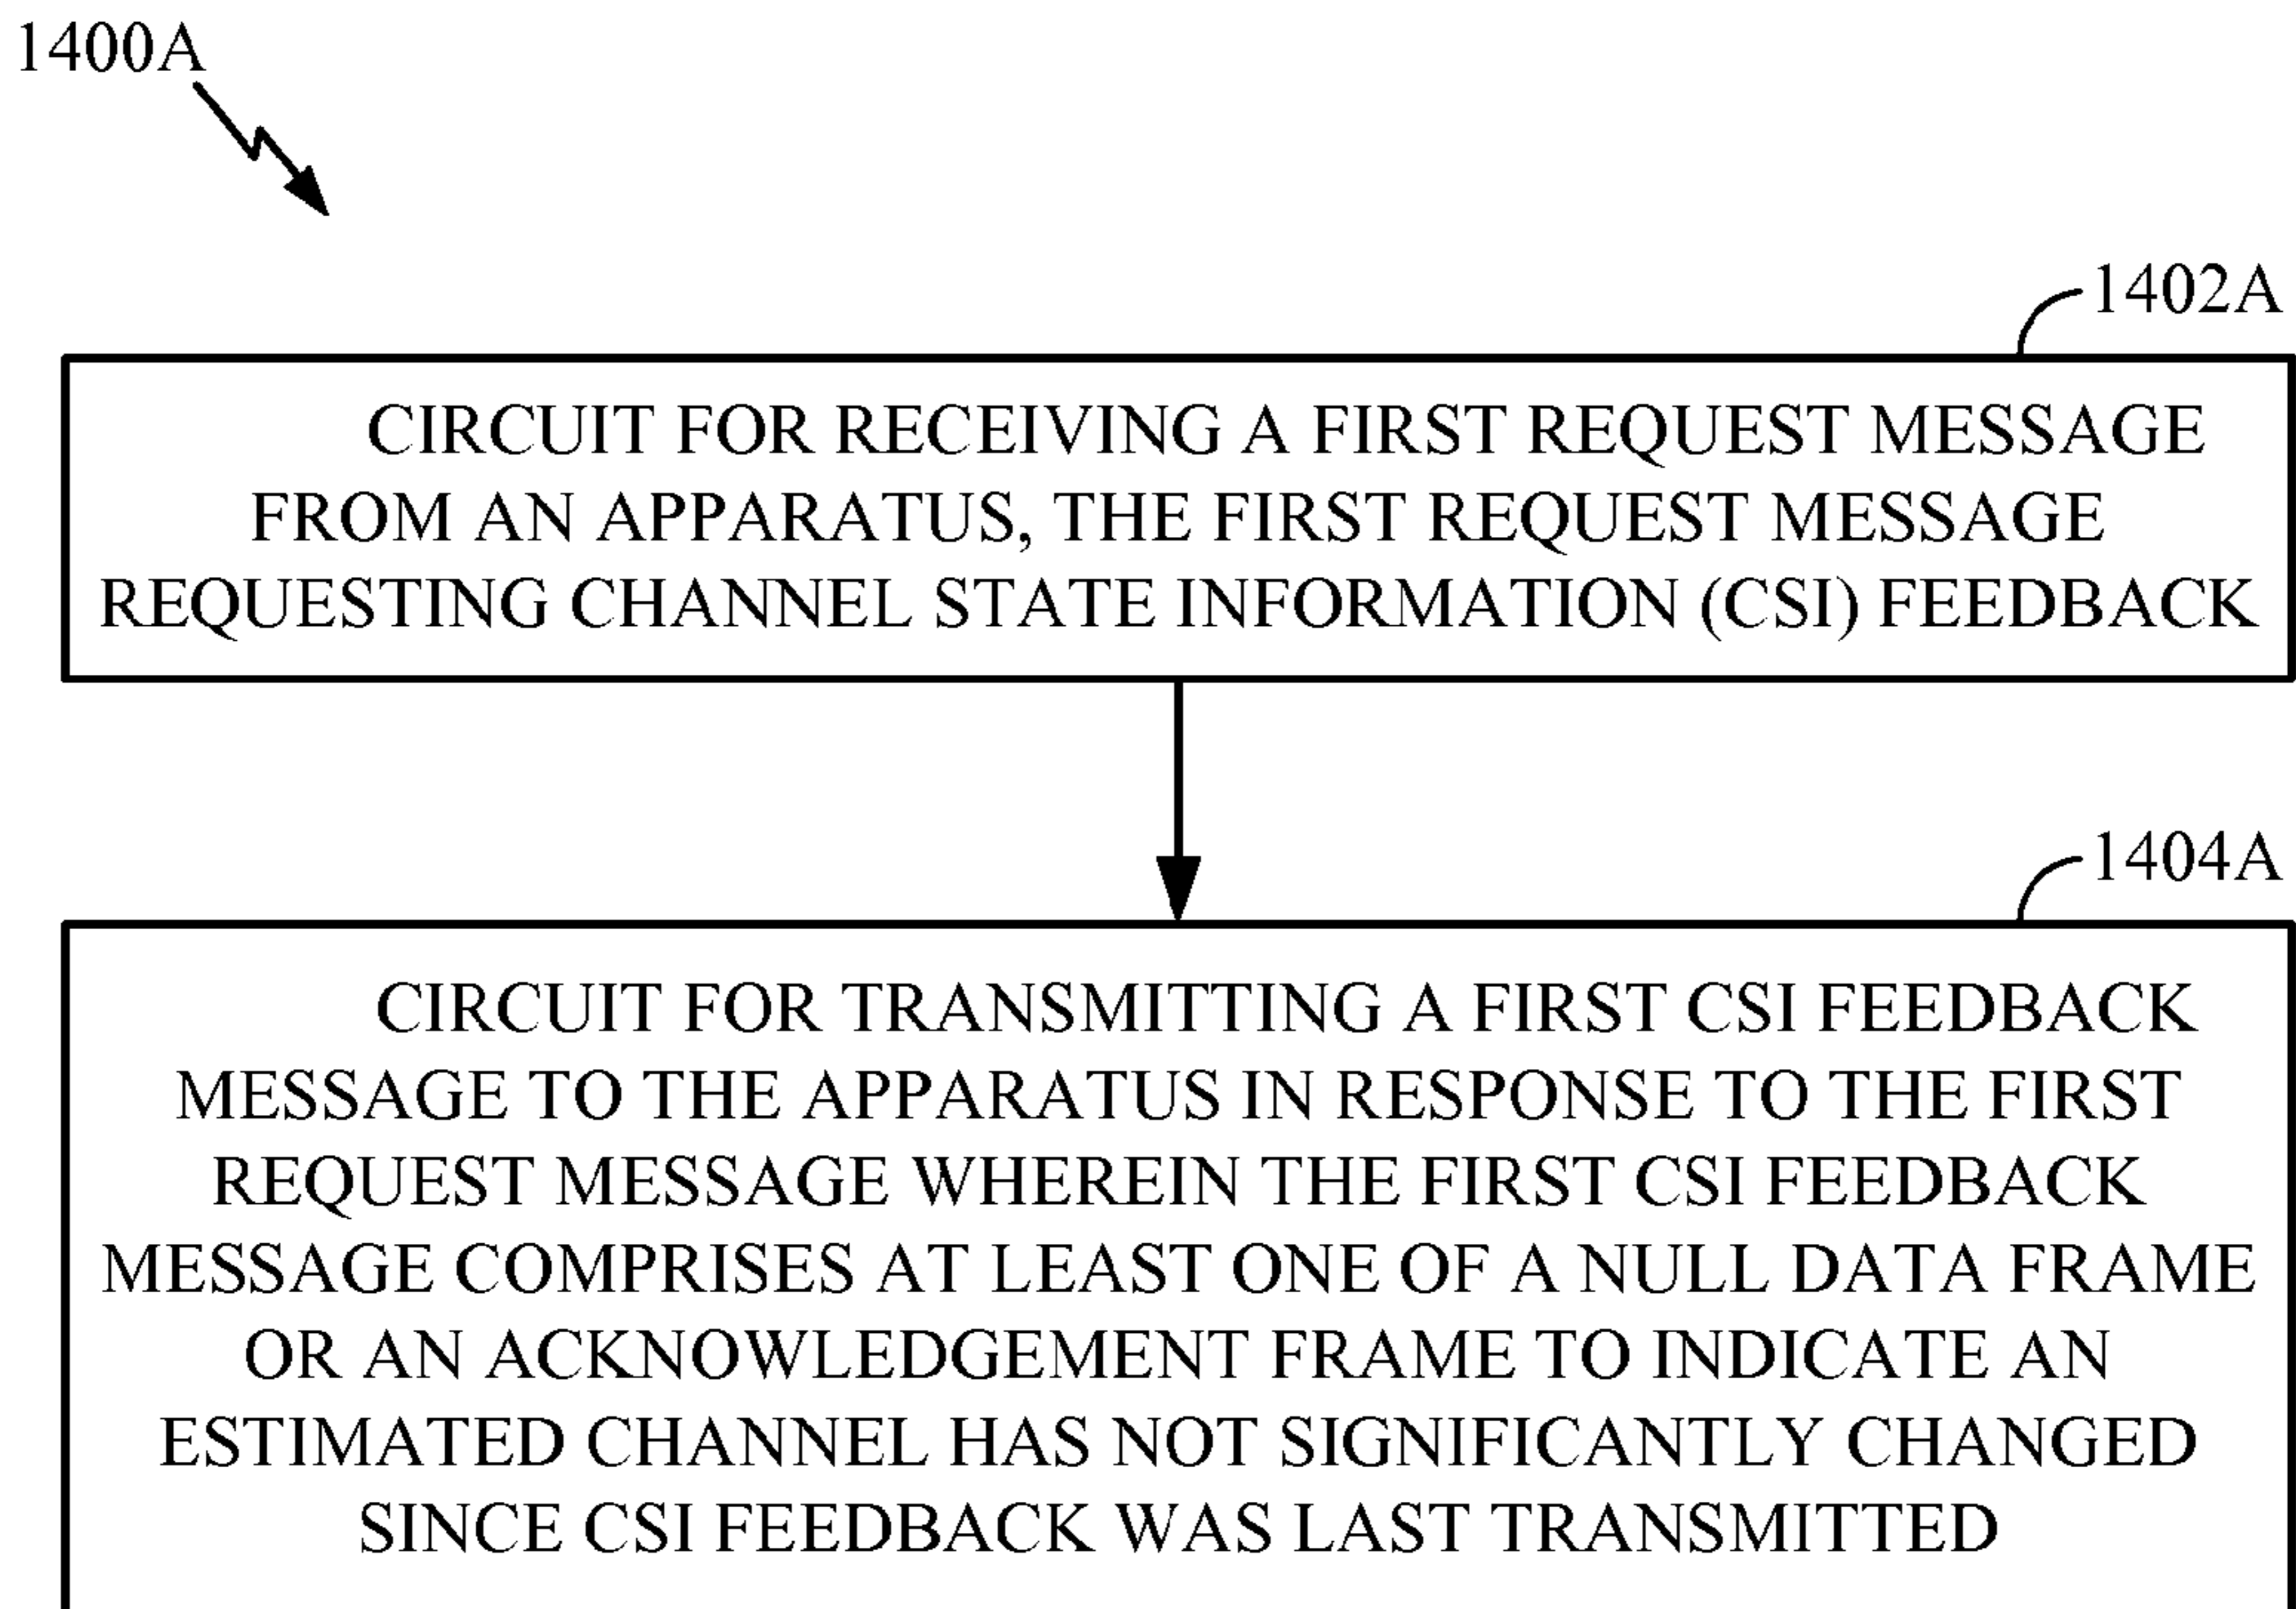 1400A
1402A
CIRCUIT FOR RECEIVING A FIRST REQUEST MESSAGE
FROM AN APPARATUS, THE FIRST REQUEST MESSAGE
REQUESTING CHANNEL STATE INFORMATION (CSI) FEEDBACK
1404A
CIRCUIT FOR TRANSMITTING A FIRST CSI FEEDBACK
MESSAGE TO THE APPARATUS IN RESPONSE TO THE FIRST
REQUEST MESSAGE WHEREIN THE FIRST CSI FEEDBACK
MESSAGE COMPRISES AT LEAST ONE OF A NULL DATA FRAME
OR AN ACKNOWLEDGEMENT FRAME TO INDICATE AN
ESTIMATED CHANNEL HAS NOT SIGNIFICANTLY CHANGED
SINCE CSI FEEDBACK WAS LAST TRANSMITTED